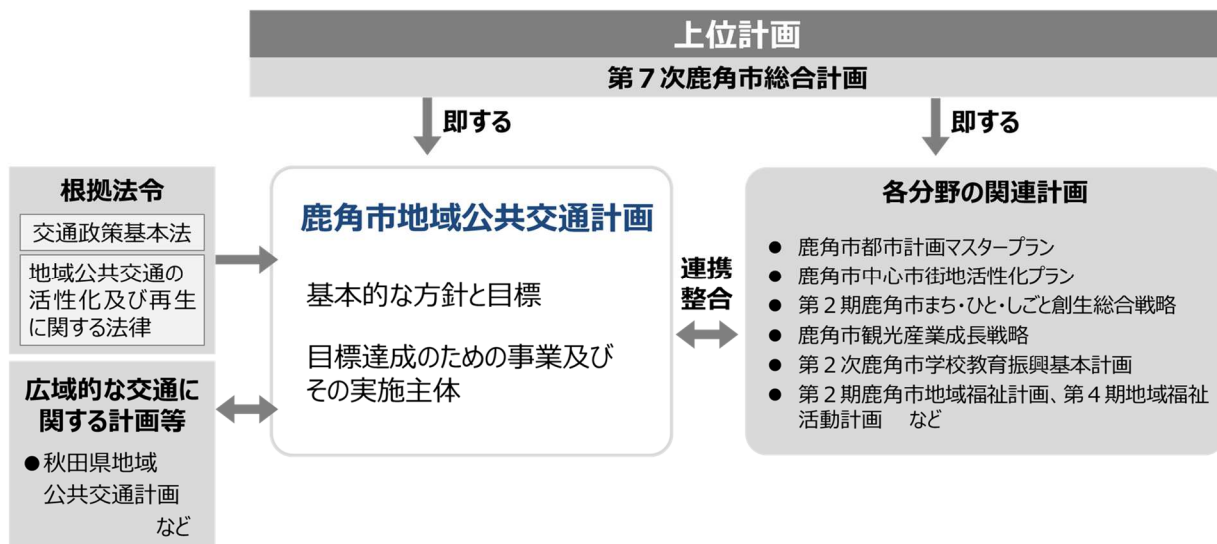 上位計画
第７次鹿角市総合計画
即する
即する
根拠法令
交通政策基本法
地域公共交通の
活性化及び再生
に関する法律
広域的な交通に
関する計画等
●秋田県地域
公共交通計画
など
鹿角市地域公共交通計画
基本的な方針と目標
目標達成のための事業及び
その実施主体
連携
整合
各分野の関連計画
● 鹿角市都市計画マスタープラン
● 鹿角市中心市街地活性化プラン
● 第２期鹿角市まち・ひと・しごと創生総合戦略
● 鹿角市観光産業成長戦略
● 第２次鹿角市学校教育振興基本計画
● 第２期鹿角市地域福祉計画、第４期地域福祉
活動計画　など